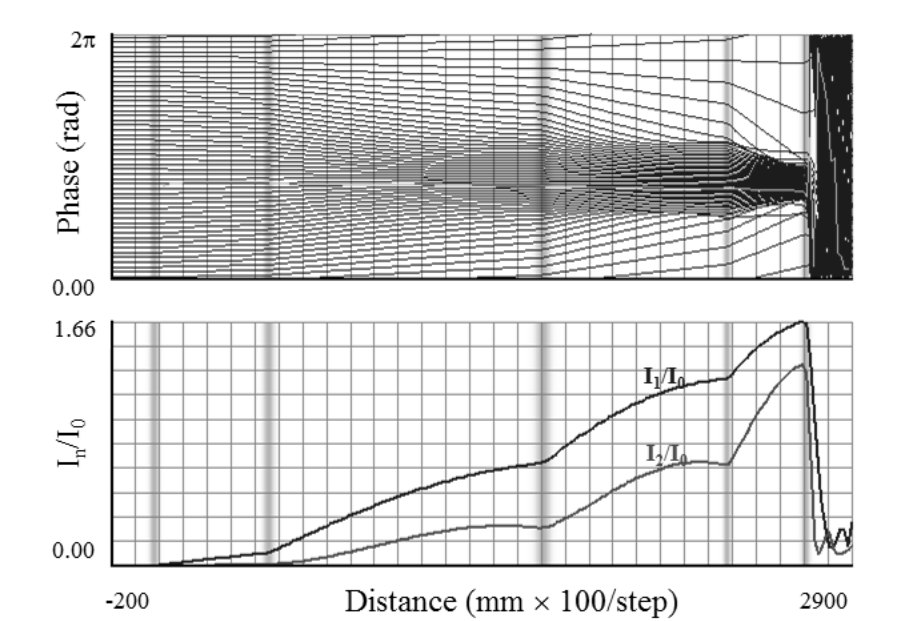 2π
Phase (rad)
0.00
1.66
I₁/I₀
Iₙ/I₀
I₂/I₀
0.00
-200
Distance (mm × 100/step)
2900